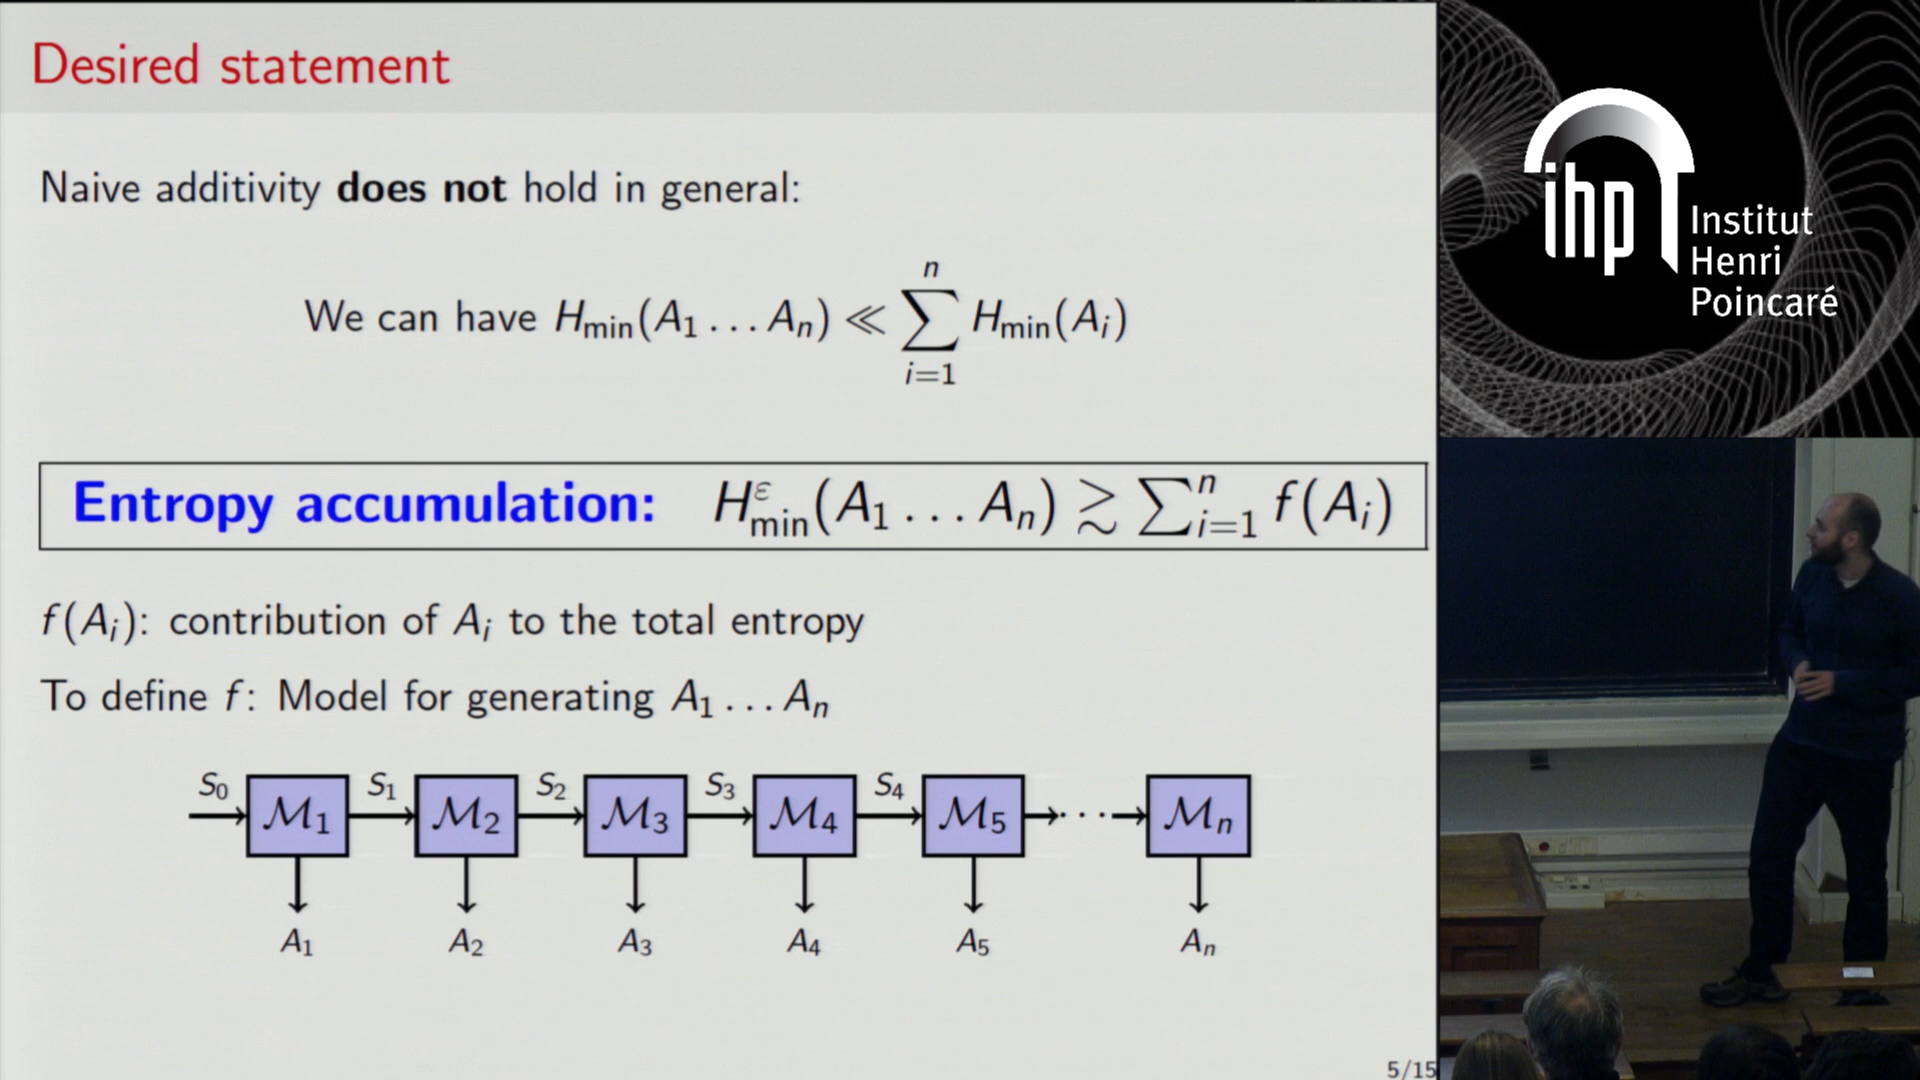 Desired statement
Naive additivity does not hold in general:
We can have H_min(A_1 ... A_n) ≪ ∑_{i=1}^{n} H_min(A_i)
Entropy accumulation: H_min^ε(A_1 ... A_n) ≳ ∑_{i=1}^{n} f(A_i)
f(A_i): contribution of A_i to the total entropy
To define f: Model for generating A_1 ... A_n
S_0 S_1 S_2 S_3 S_4
M_1 M_2 M_3 M_4 M_5 ··· M_n
A_1 A_2 A_3 A_4 A_5 A_n
5/15
ihp
Institut
Henri
Poincaré